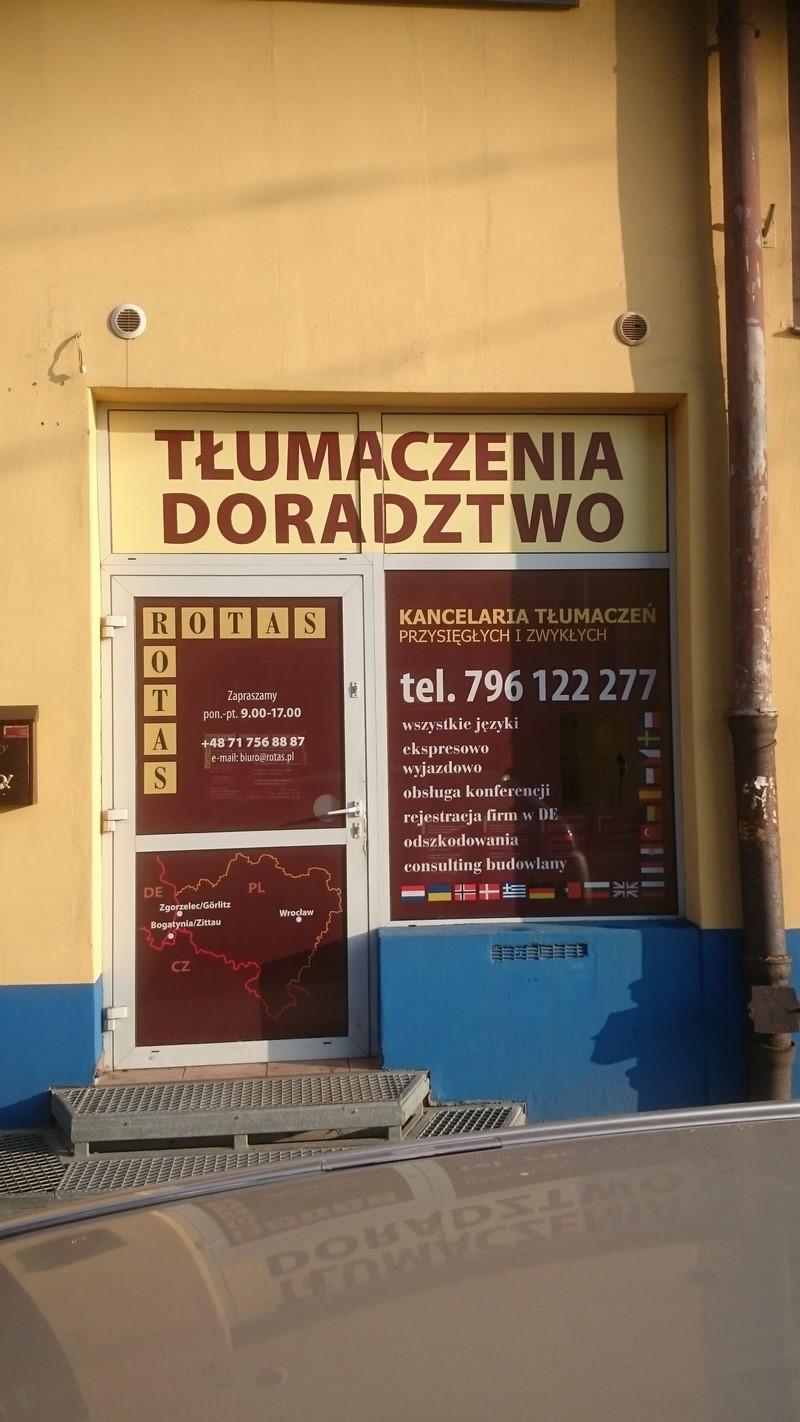 TŁUMACZENIA
DORADZTWO
ROTAS
OTAS
Zapraszamy
pon.-pt. 9.00-17.00
+48 71 756 88 87
e-mail: biuro@rotas.pl
DE
PL
Zgorzelec/Görlitz
Wrocław
Bogatynia/Zittau
CZ
KANCELARIA TŁUMACZEŃ
PRZYSIĘGŁYCH I ZWYKŁYCH
tel. 796 122 277
wszystkie języki
ekspresowo
wyjazdowo
obsługa konferencji
rejestracja firm w DE
odszkodowania
consulting budowlany
DORADZTWO
TŁUMACZENIA